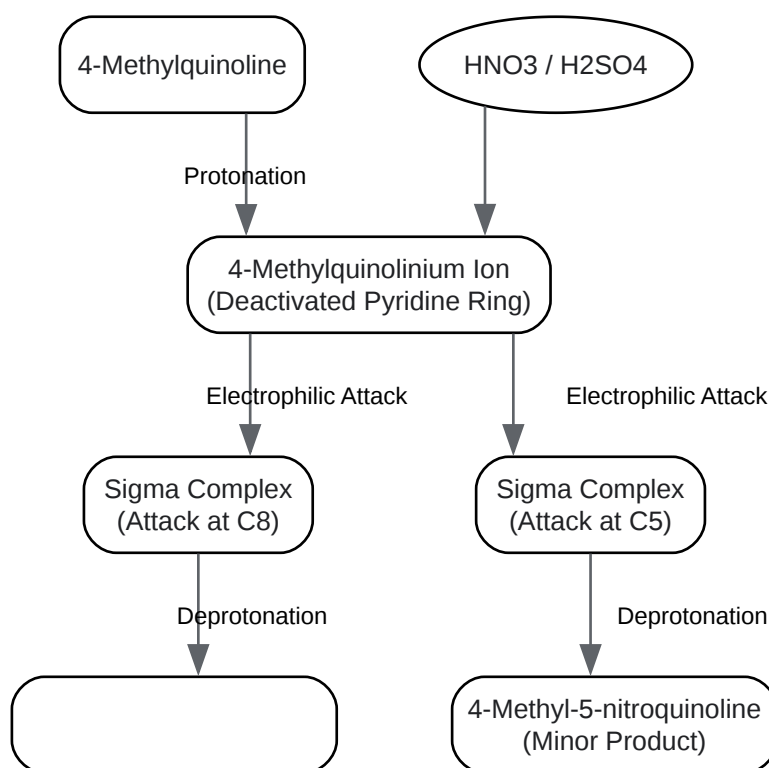 4-Methylquinoline
HNO3 / H2SO4
Protonation
4-Methylquinolinium Ion
(Deactivated Pyridine Ring)
Electrophilic Attack
Electrophilic Attack
Sigma Complex
(Attack at C8)
Sigma Complex
(Attack at C5)
Deprotonation
Deprotonation
4-Methyl-5-nitroquinoline
(Minor Product)